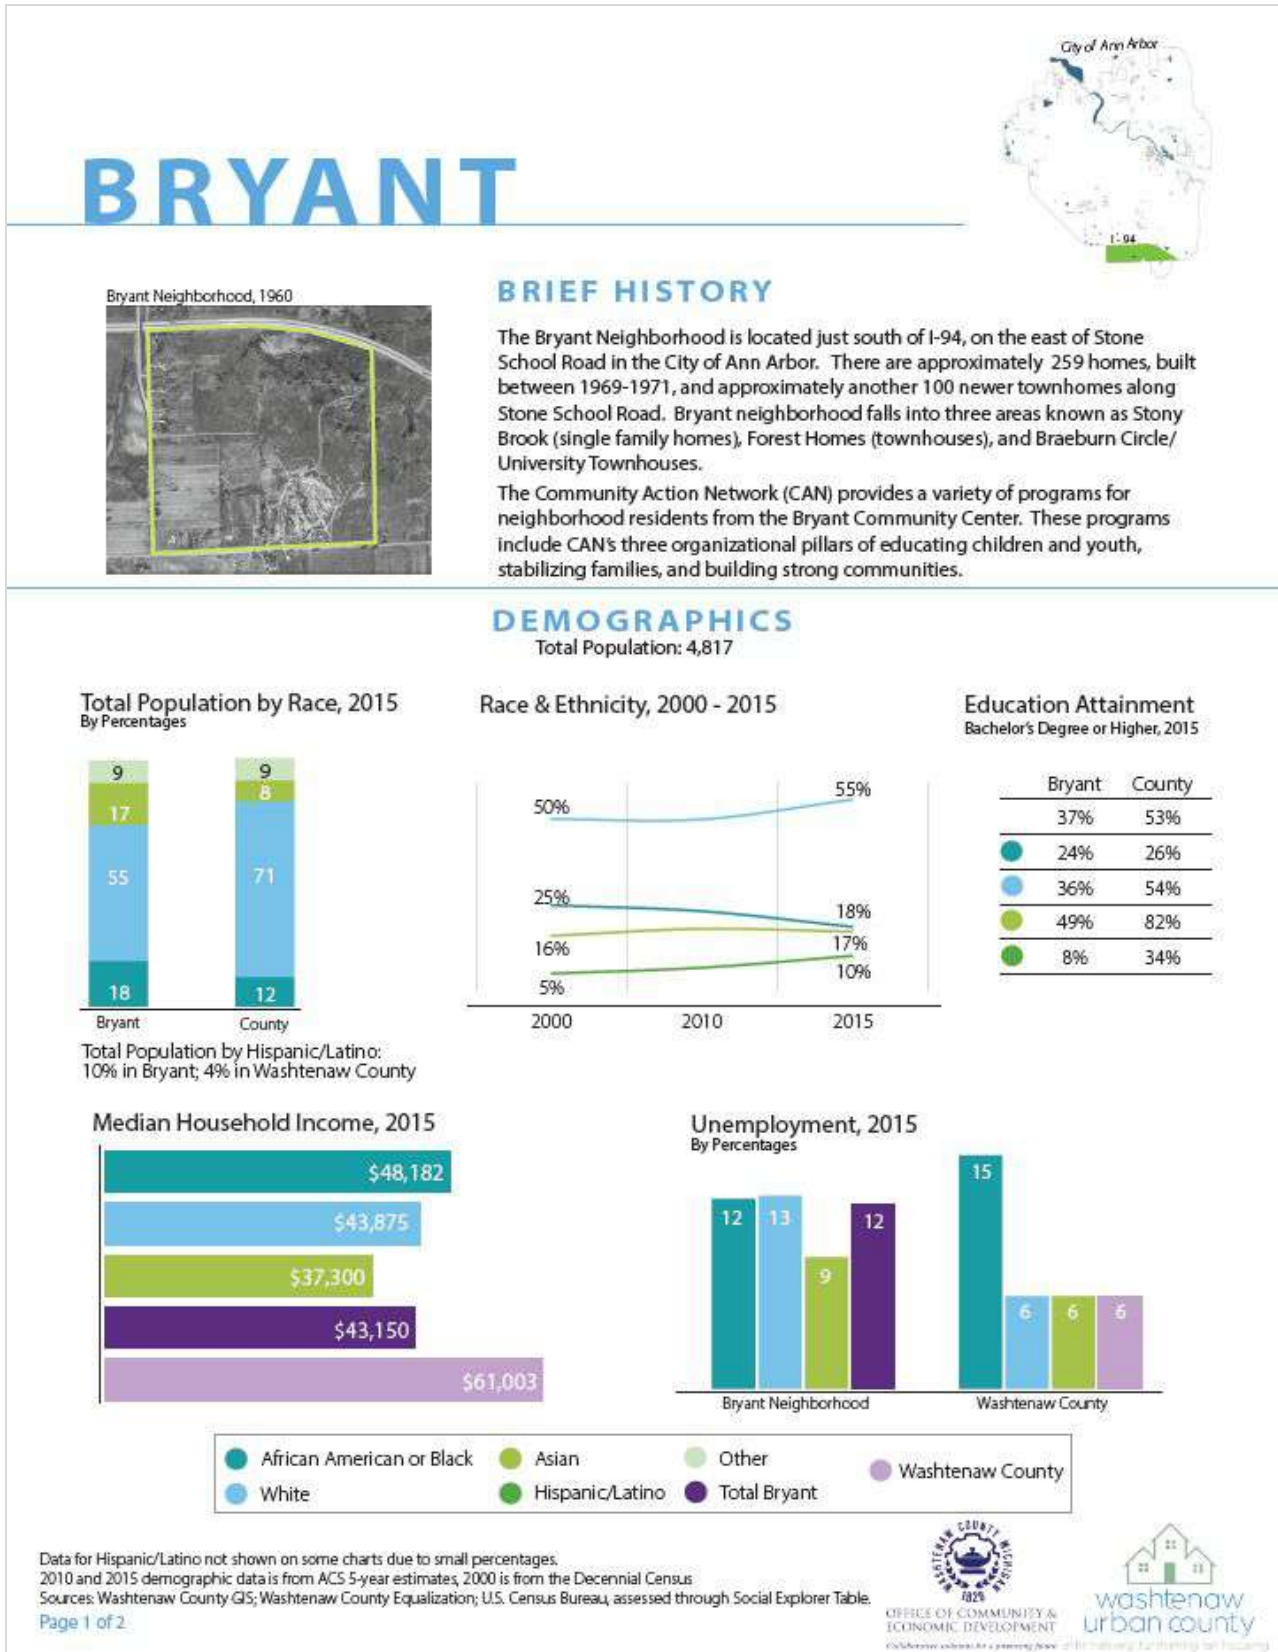 City of Ann Arbor
I-94
BRYANT
Bryant Neighborhood, 1960
BRIEF HISTORY
The Bryant Neighborhood is located just south of I-94, on the east of Stone
School Road in the City of Ann Arbor. There are approximately 259 homes, built
between 1969-1971, and approximately another 100 newer townhomes along
Stone School Road. Bryant neighborhood falls into three areas known as Stony
Brook (single family homes), Forest Homes (townhouses), and Braeburn Circle/
University Townhouses.
The Community Action Network (CAN) provides a variety of programs for
neighborhood residents from the Bryant Community Center. These programs
include CAN's three organizational pillars of educating children and youth,
stabilizing families, and building strong communities.
DEMOGRAPHICS
Total Population: 4,817
Total Population by Race, 2015
By Percentages
9 9
17 8
55 71
18 12
Bryant County
Total Population by Hispanic/Latino:
10% in Bryant; 4% in Washtenaw County
Race & Ethnicity, 2000 - 2015
50% 55%
25% 18%
16% 17%
5% 10%
2000 2010 2015
Education Attainment
Bachelor's Degree or Higher, 2015
Bryant County
37% 53%
24% 26%
36% 54%
49% 82%
8% 34%
Median Household Income, 2015
$48,182
$43,875
$37,300
$43,150
$61,003
Unemployment, 2015
By Percentages
12 13 9 12
15 6 6 6
Bryant Neighborhood Washtenaw County
African American or Black Asian Other Washtenaw County
White Hispanic/Latino Total Bryant
Data for Hispanic/Latino not shown on some charts due to small percentages.
2010 and 2015 demographic data is from ACS 5-year estimates, 2000 is from the Decennial Census
Sources: Washtenaw County GIS; Washtenaw County Equalization; U.S. Census Bureau, assessed through Social Explorer Table.
Page 1 of 2
WASHTENAW COUNTY MICHIGAN
1826
OFFICE OF COMMUNITY &
ECONOMIC DEVELOPMENT
washtenaw
urban county